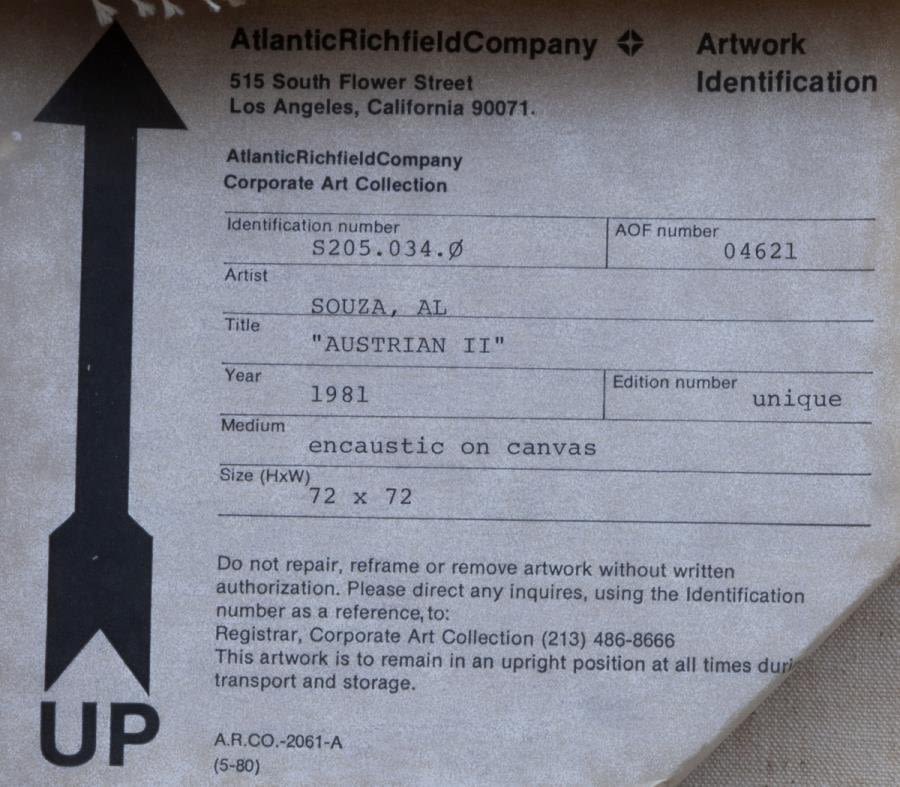 AtlanticRichfieldCompany Artwork
Identification
515 South Flower Street
Los Angeles, California 90071.
AtlanticRichfieldCompany
Corporate Art Collection
Identification number AOF number
S205.034.Ø 04621
Artist
SOUZA, AL
Title
"AUSTRIAN II"
Year Edition number
1981 unique
Medium
encaustic on canvas
Size (HxW)
72 x 72
Do not repair, reframe or remove artwork without written
authorization. Please direct any inquires, using the Identification
number as a reference, to:
Registrar, Corporate Art Collection (213) 486-8666
This artwork is to remain in an upright position at all times
transport and storage.
UP
A.R.CO.-2061-A
(5-80)